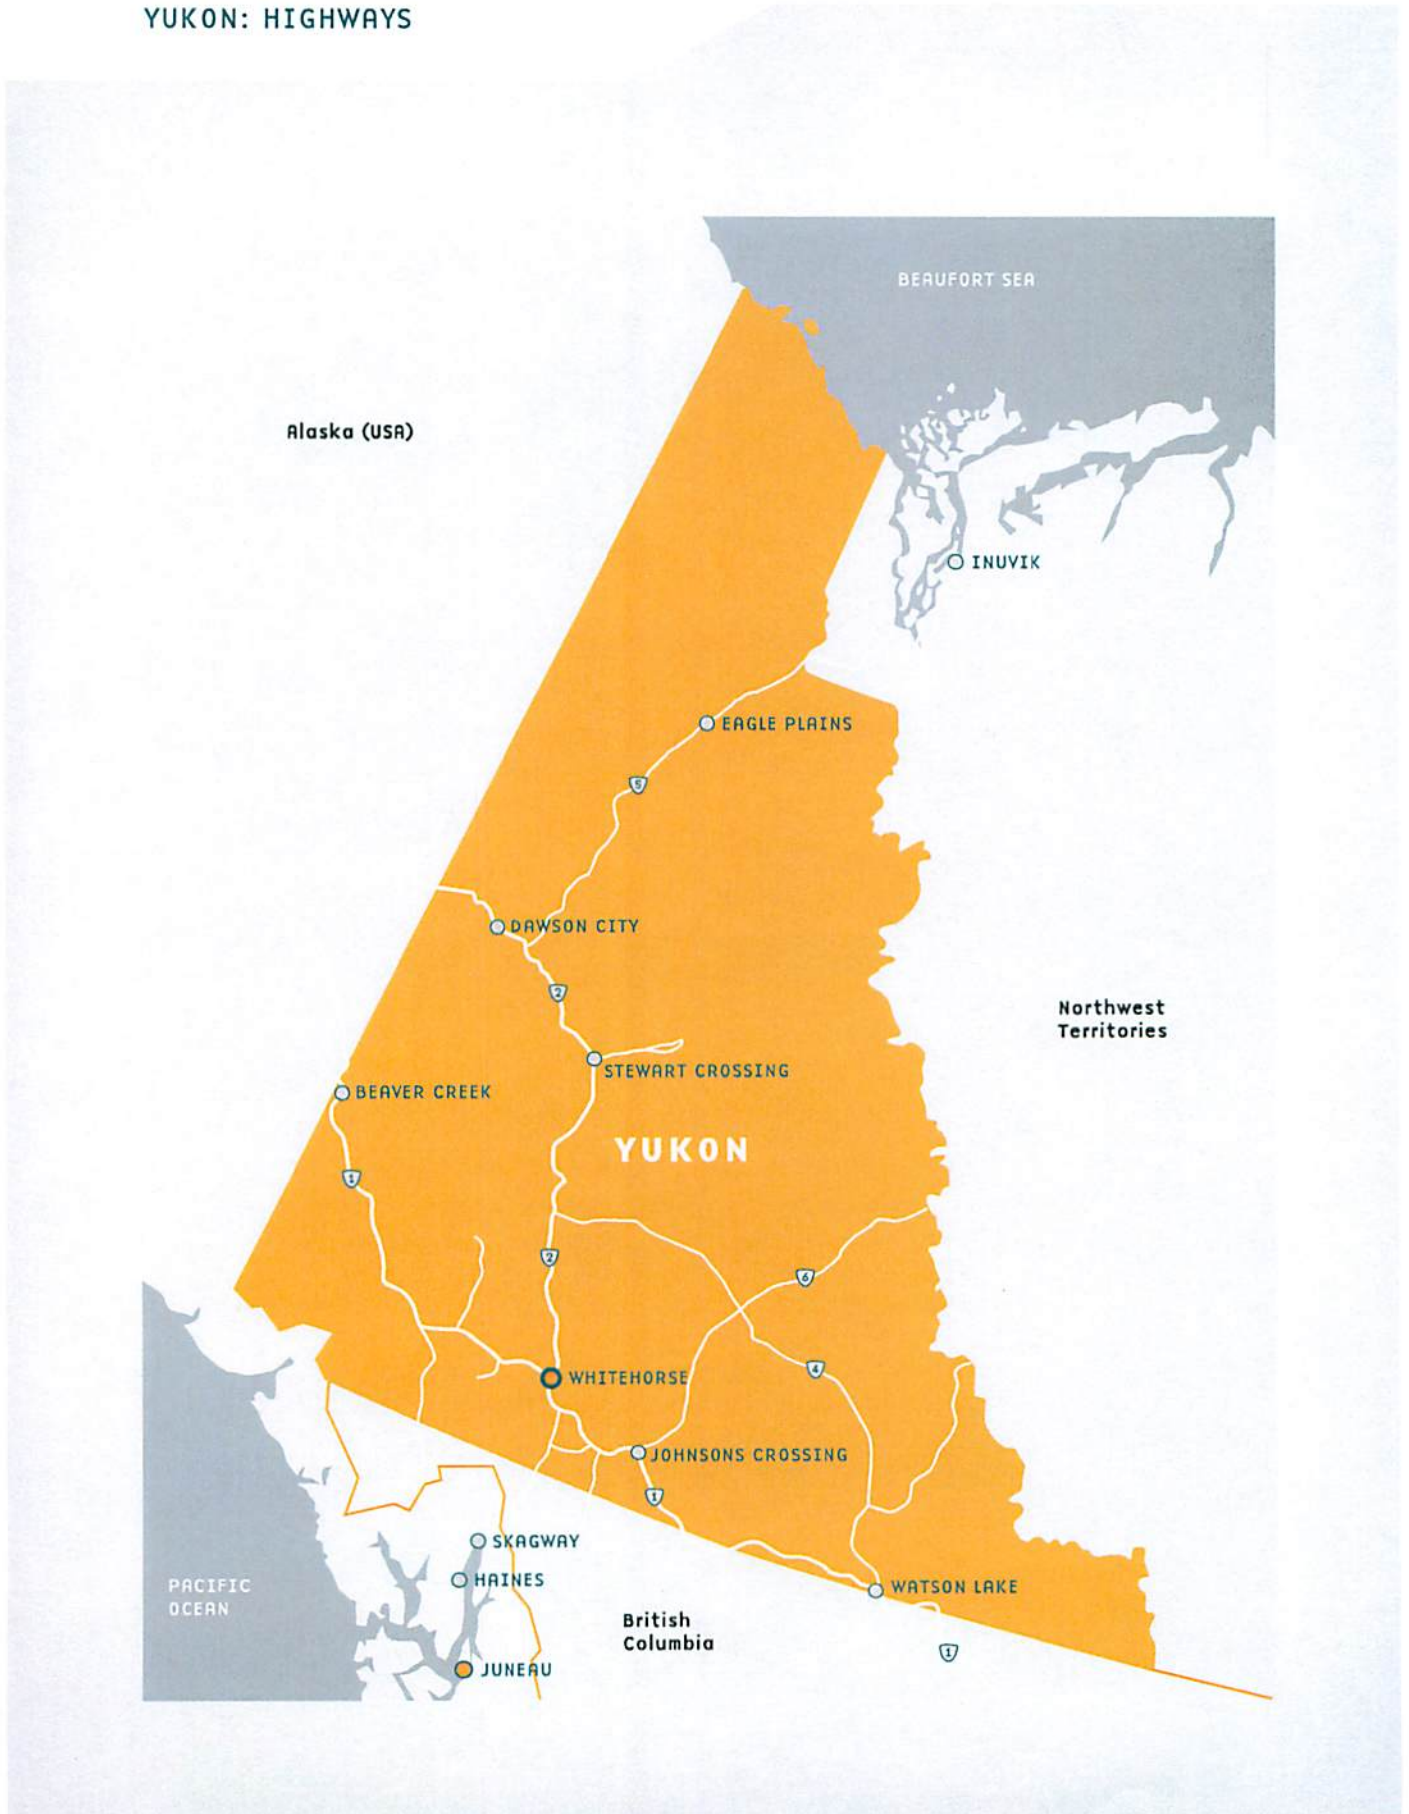 YUKON: HIGHWAYS
BEAUFORT SEA
Alaska (USA)
INUVIK
EAGLE PLAINS
5
DAWSON CITY
2
Northwest
Territories
STEWART CROSSING
BEAVER CREEK
YUKON
1
2
6
4
WHITEHORSE
JOHNSONS CROSSING
1
SKAGWAY
HAINES
PACIFIC
OCEAN
WATSON LAKE
British
Columbia
1
JUNEAU